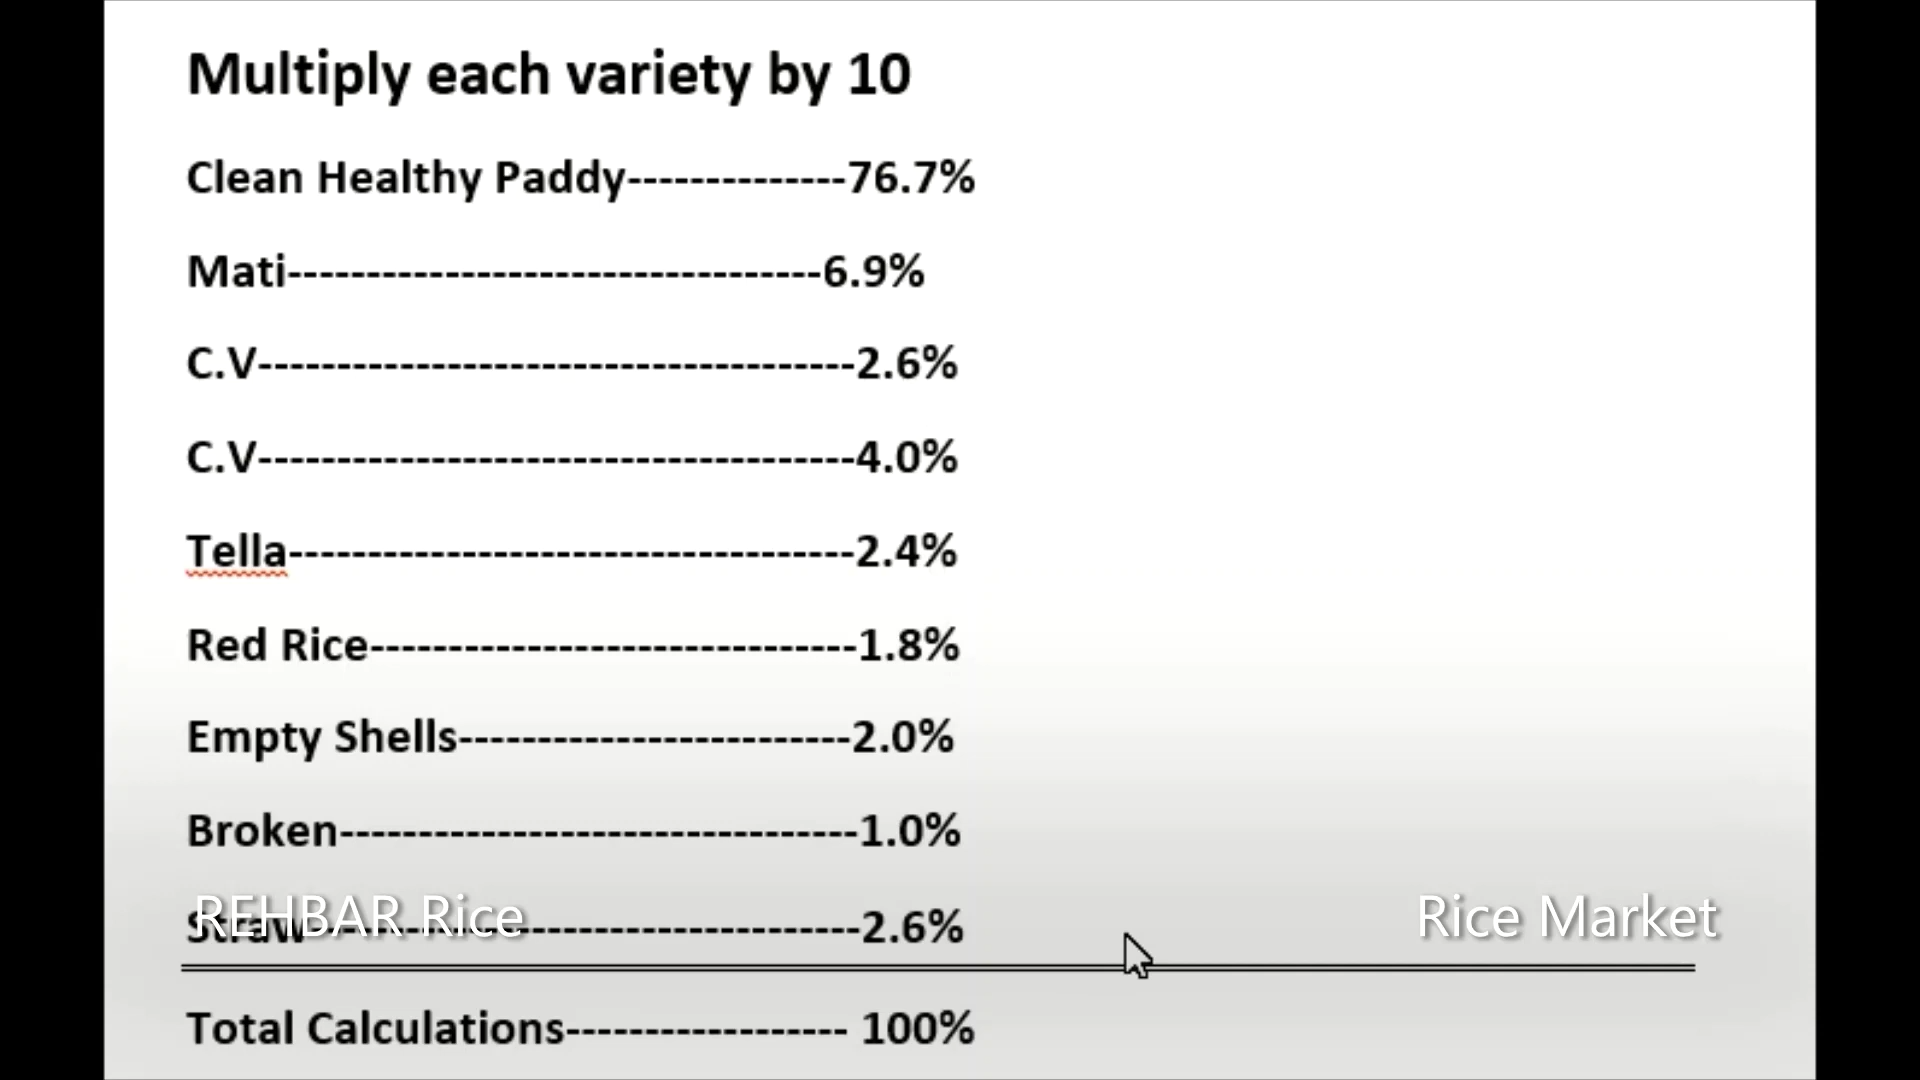 Multiply each variety by 10
Clean Healthy Paddy--------------76.7%
Mati----------------------------------6.9%
C.V--------------------------------------2.6%
C.V--------------------------------------4.0%
Tella------------------------------------2.4%
Red Rice-------------------------------1.8%
Empty Shells-------------------------2.0%
Broken---------------------------------1.0%
Straw-----------------------------------2.6%
REHBAR Rice
Rice Market
Total Calculations------------------ 100%